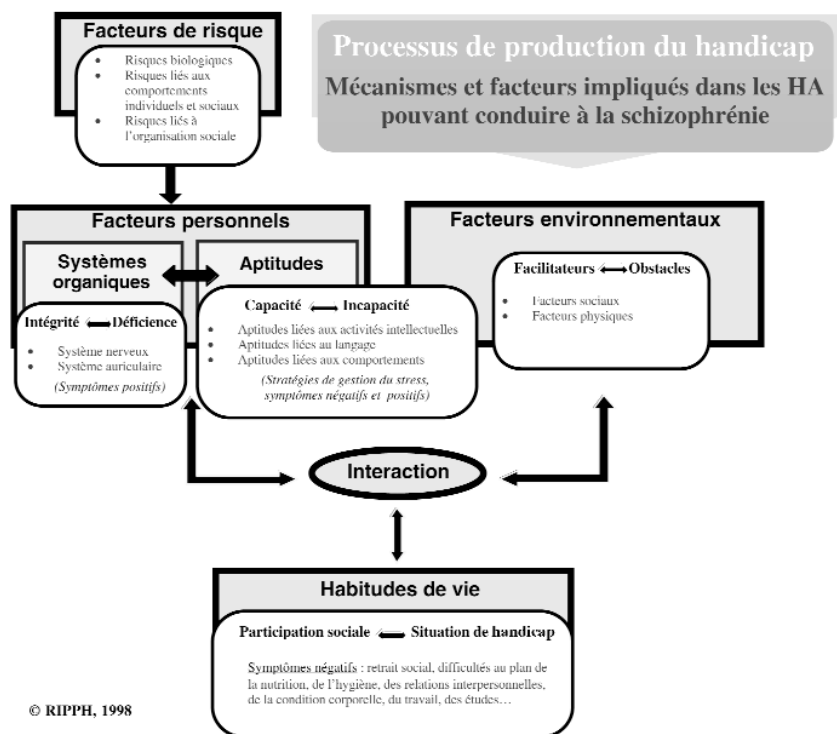 Facteurs de risque
• Risques biologiques
• Risques liés aux
comportements
individuels et sociaux
• Risques liés à
l'organisation sociale
Processus de production du handicap
Mécanismes et facteurs impliqués dans les HA
pouvant conduire à la schizophrénie
Facteurs personnels
Systèmes
organiques
Aptitudes
Intégrité Déficience
• Système nerveux
• Système auriculaire
(Symptômes positifs)
Capacité Incapacité
• Aptitudes liées aux activités intellectuelles
• Aptitudes liées au langage
• Aptitudes liées aux comportements
(Stratégies de gestion du stress,
symptômes négatifs et positifs)
Facteurs environnementaux
Facilitateurs Obstacles
• Facteurs sociaux
• Facteurs physiques
Interaction
Habitudes de vie
Participation sociale Situation de handicap
Symptômes négatifs : retrait social, difficultés au plan de
la nutrition, de l'hygiène, des relations interpersonnelles,
de la condition corporelle, du travail, des études…
© RIPPH, 1998